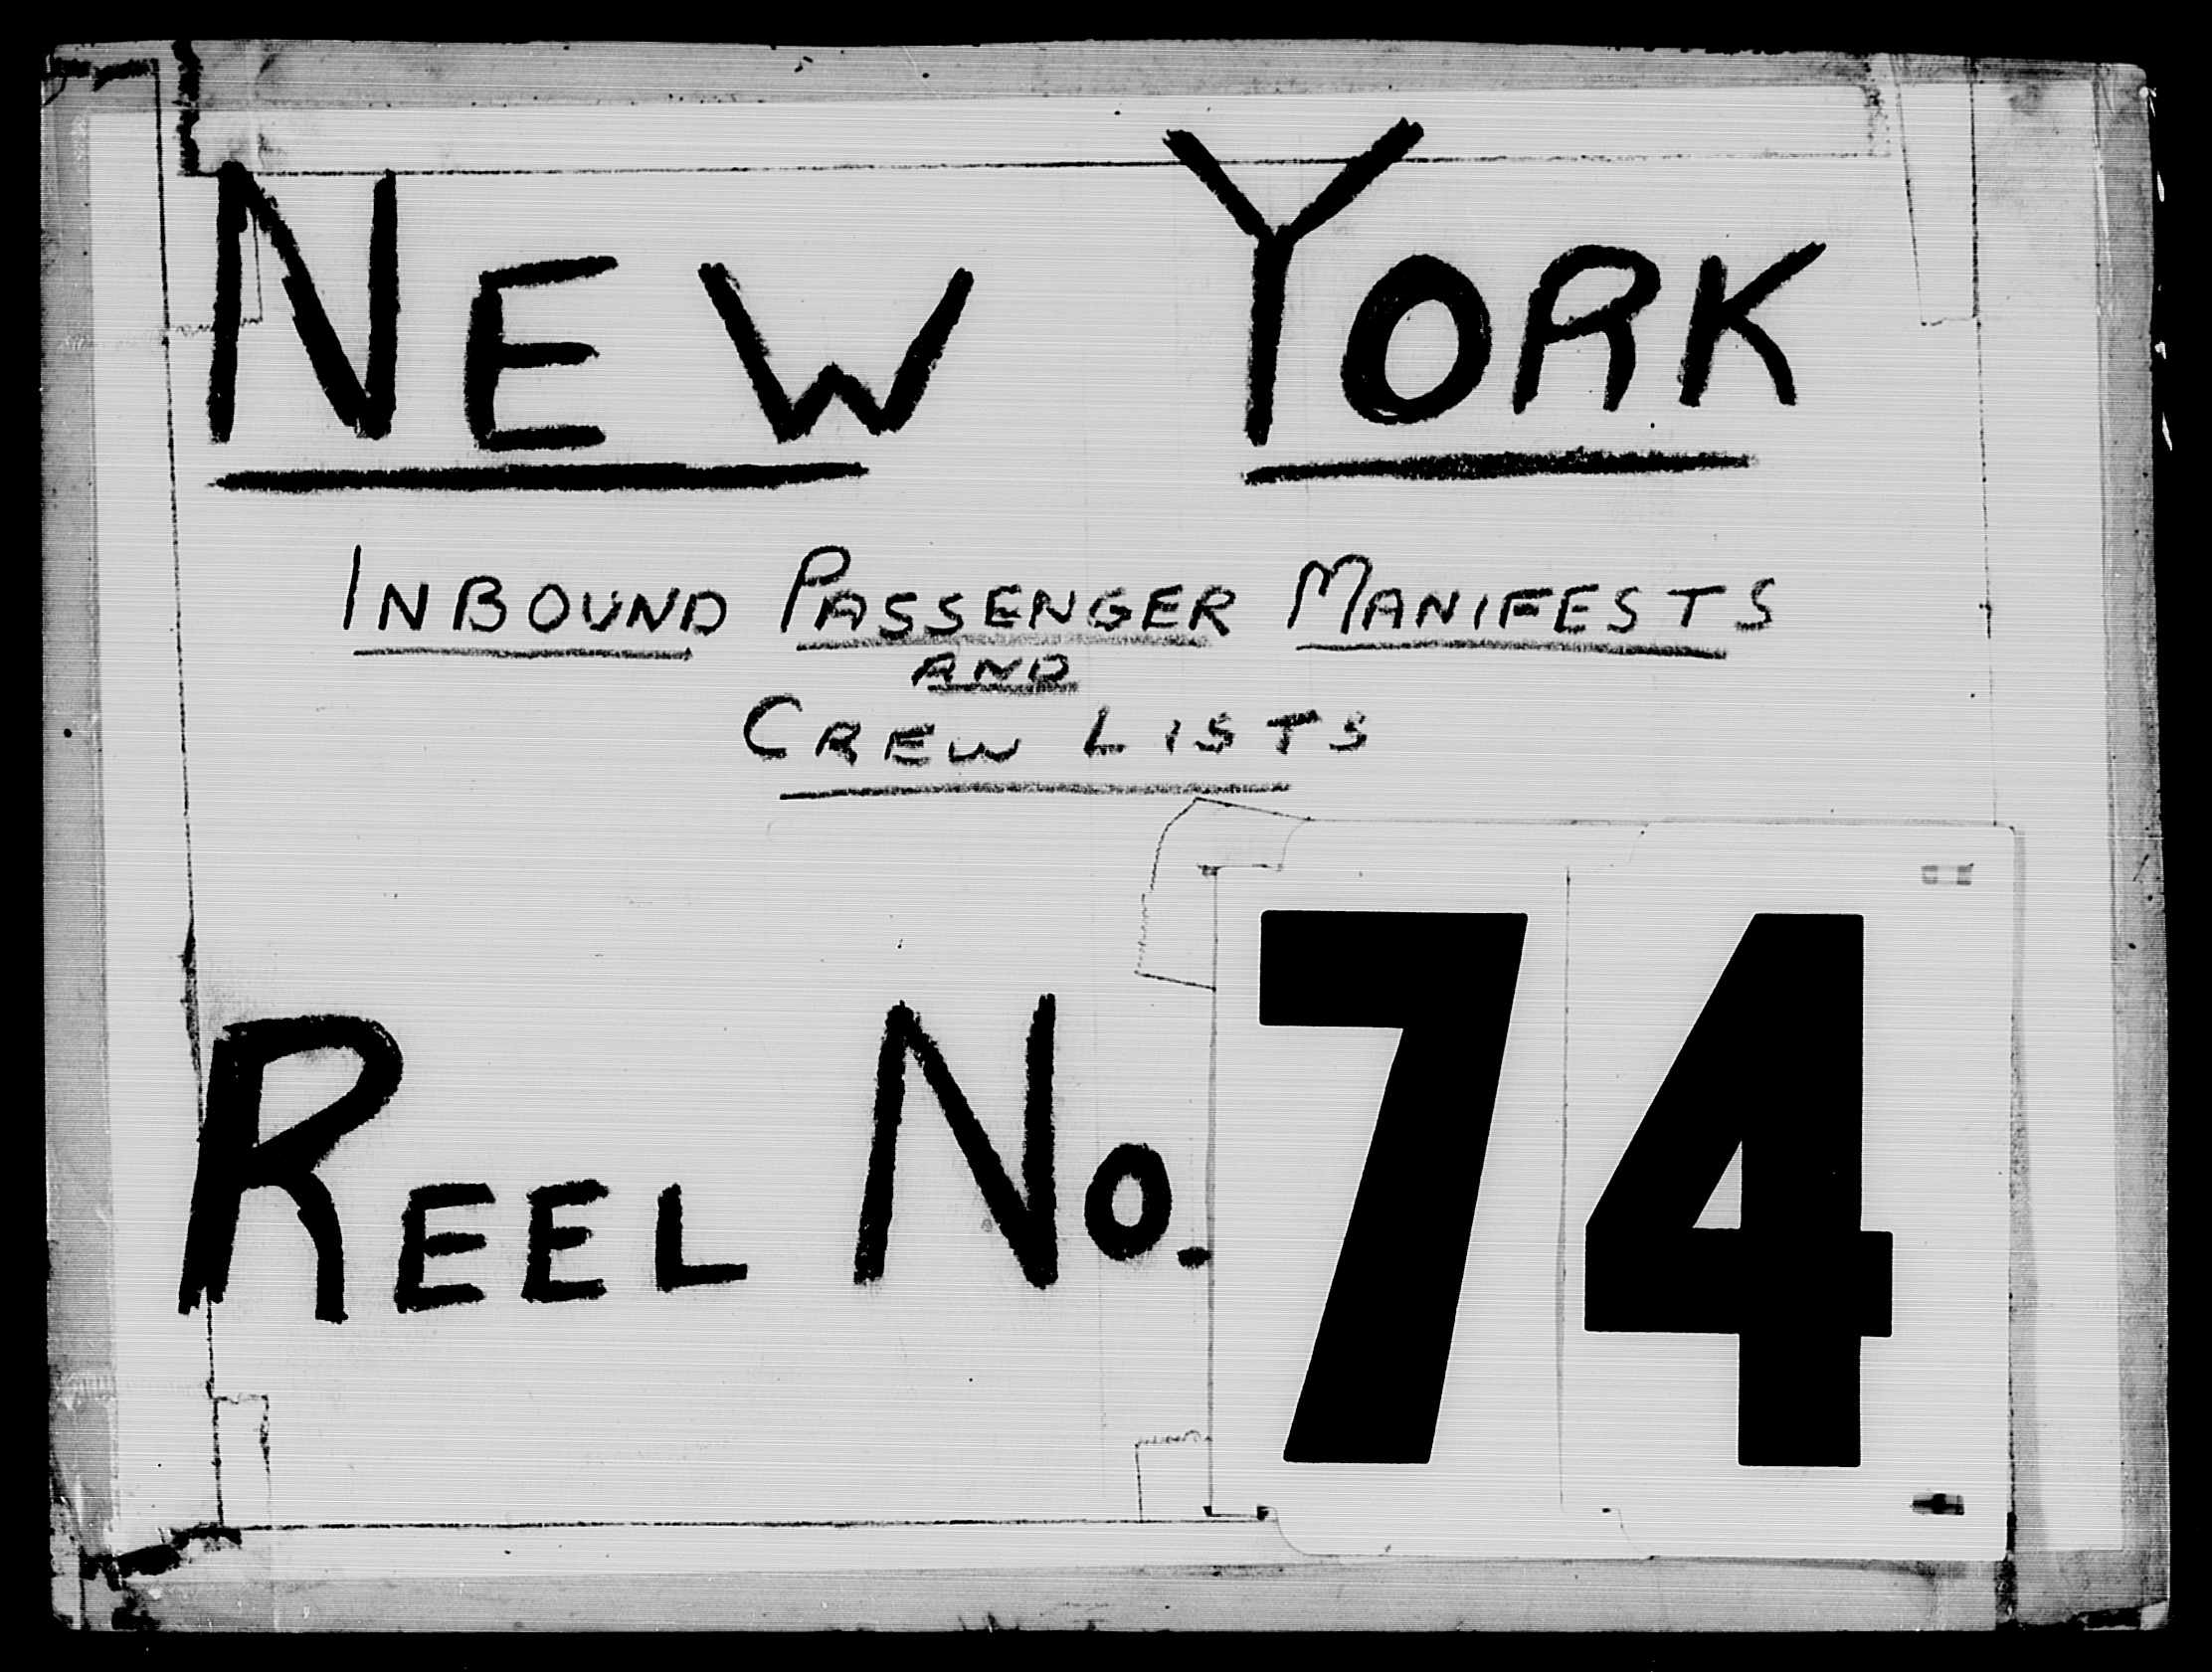 NEW YORK
INBOUND PASSENGER MANIFESTS
AND
CREW LISTS
REEL No. 74